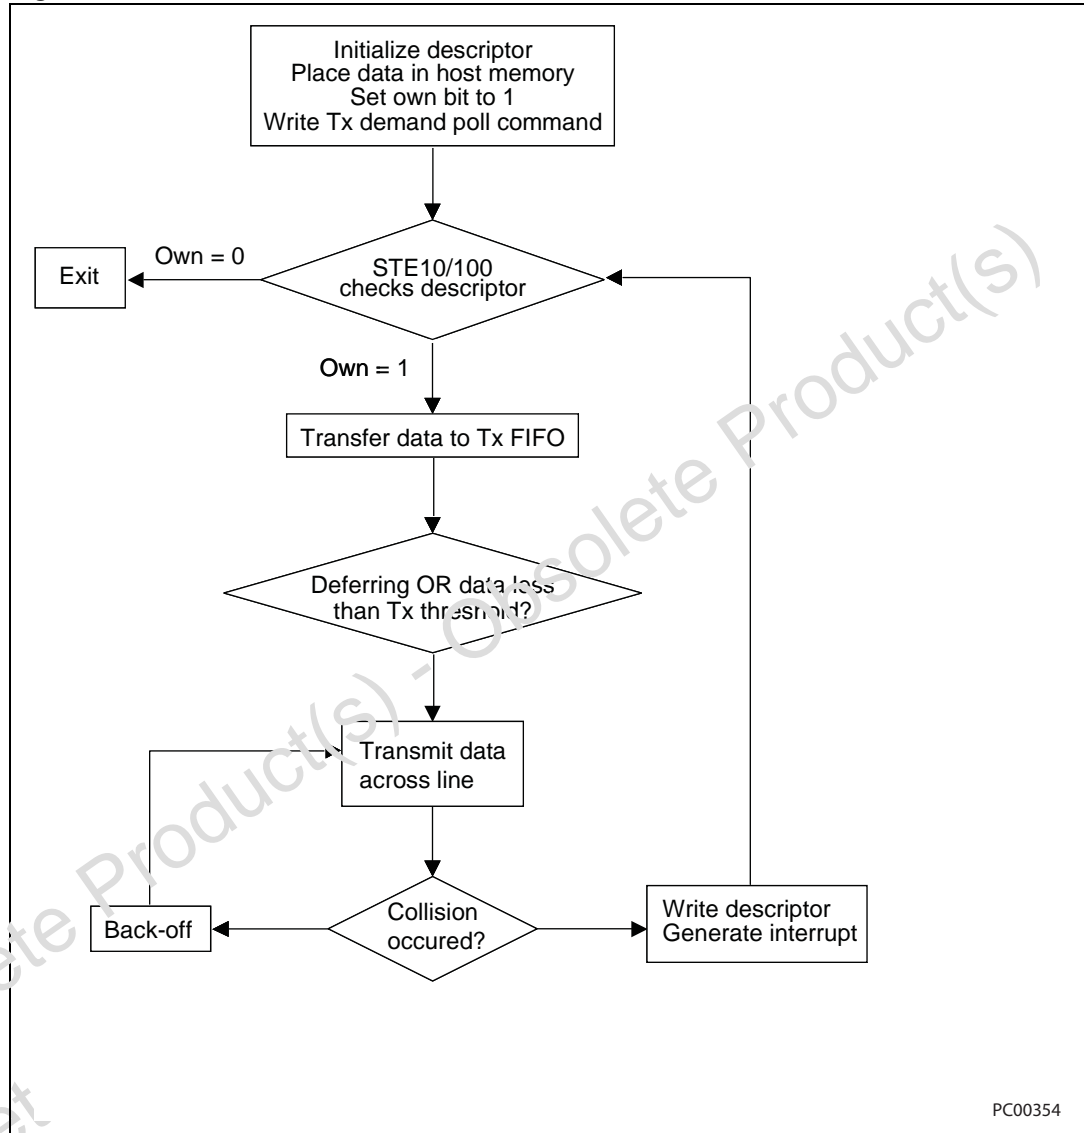 Initialize descriptor
Place data in host memory
Set own bit to 1
Write Tx demand poll command
Exit
Own = 0
STE10/100
checks descriptor
Own = 1
Transfer data to Tx FIFO
Deferring OR data less
than Tx threshold?
Transmit data
across line
Back-off
Collision
occured?
Write descriptor
Generate interrupt
ete Product(s) - Obsolete Product(s)
PC00354